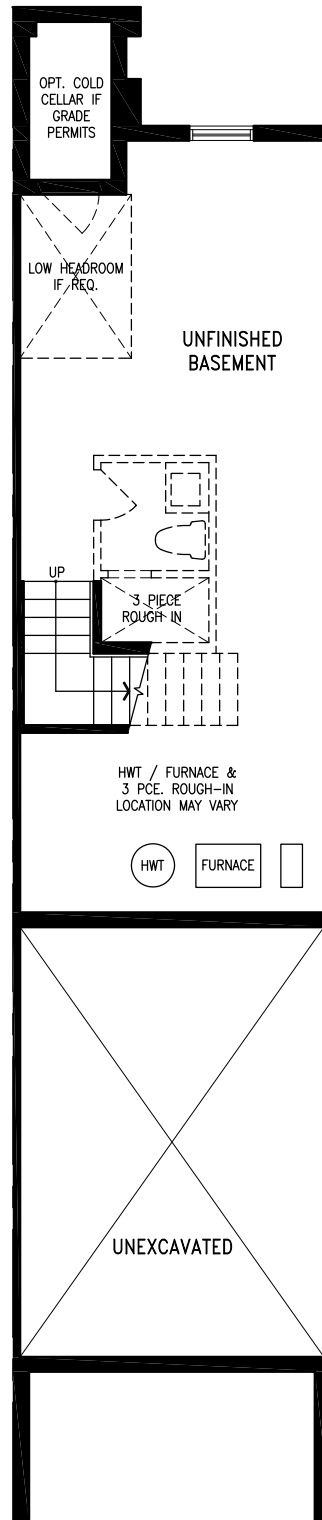 OPT. COLD
CELLAR IF
GRADE
PERMITS
LOW HEADROOM
IF REQ.
UNFINISHED
BASEMENT
UP
3 PIECE
ROUGH IN
HWT / FURNACE &
3 PCE. ROUGH-IN
LOCATION MAY VARY
HWT
FURNACE
UNEXCAVATED